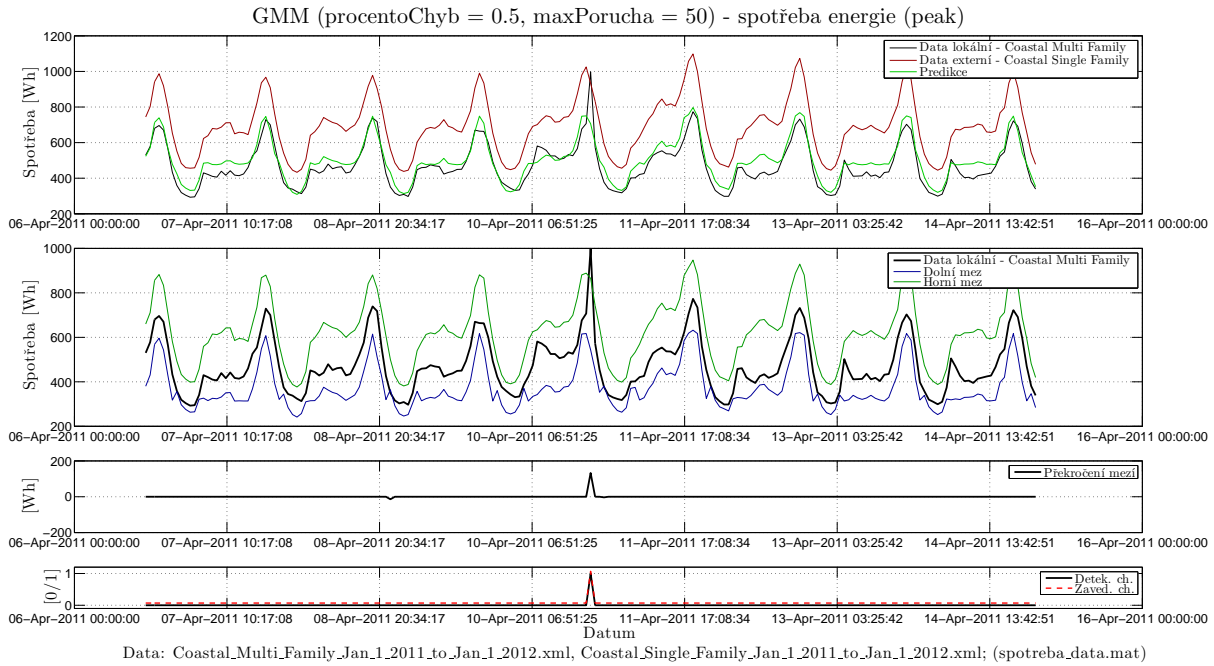 GMM (procentoChyb = 0.5, maxPorucha = 50) - spotřeba energie (peak)
1200
1000
800
600
400
200
Spotřeba [Wh]
Data lokální - Coastal Multi Family
Data externí - Coastal Single Family
Predikce
06-Apr-2011 00:00:00 07-Apr-2011 10:17:08 08-Apr-2011 20:34:17 10-Apr-2011 06:51:25 11-Apr-2011 17:08:34 13-Apr-2011 03:25:42 14-Apr-2011 13:42:51 16-Apr-2011 00:00:00
1000
800
600
400
200
Spotřeba [Wh]
Data lokální - Coastal Multi Family
Dolní mez
Horní mez
06-Apr-2011 00:00:00 07-Apr-2011 10:17:08 08-Apr-2011 20:34:17 10-Apr-2011 06:51:25 11-Apr-2011 17:08:34 13-Apr-2011 03:25:42 14-Apr-2011 13:42:51 16-Apr-2011 00:00:00
200
0
-200
[Wh]
Překročení mezí
06-Apr-2011 00:00:00 07-Apr-2011 10:17:08 08-Apr-2011 20:34:17 10-Apr-2011 06:51:25 11-Apr-2011 17:08:34 13-Apr-2011 03:25:42 14-Apr-2011 13:42:51 16-Apr-2011 00:00:00
1
0
[0/1]
Detek. ch.
Zaved. ch.
06-Apr-2011 00:00:00 07-Apr-2011 10:17:08 08-Apr-2011 20:34:17 10-Apr-2011 06:51:25 11-Apr-2011 17:08:34 13-Apr-2011 03:25:42 14-Apr-2011 13:42:51 16-Apr-2011 00:00:00
Datum
Data: Coastal_Multi_Family_Jan_1_2011_to_Jan_1_2012.xml, Coastal_Single_Family_Jan_1_2011_to_Jan_1_2012.xml; (spotreba_data.mat)